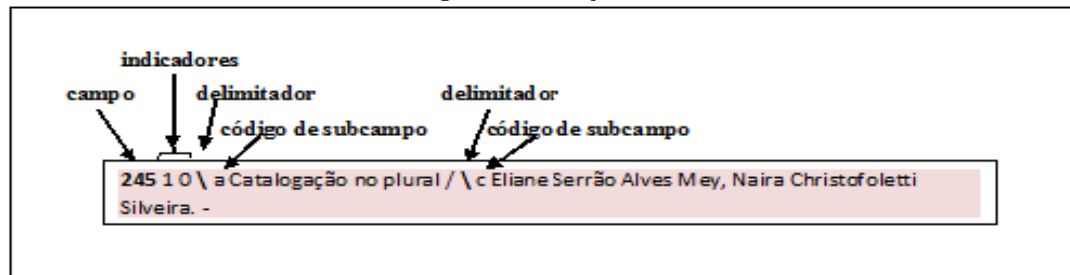 indicadores
campo delimitador delimitador
código de subcampo código de subcampo
245 1 0 \ a Catalogação no plural / \ c Eliane Serrão Alves Mey, Naira Christofoletti
Silveira. -